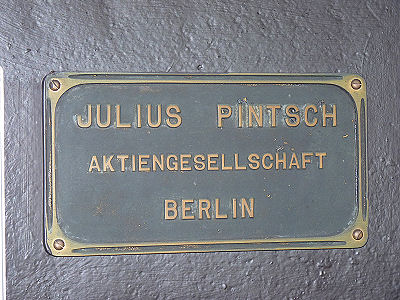 JULIUS PINTSCH
AKTIENGESELLSCHAFT
BERLIN